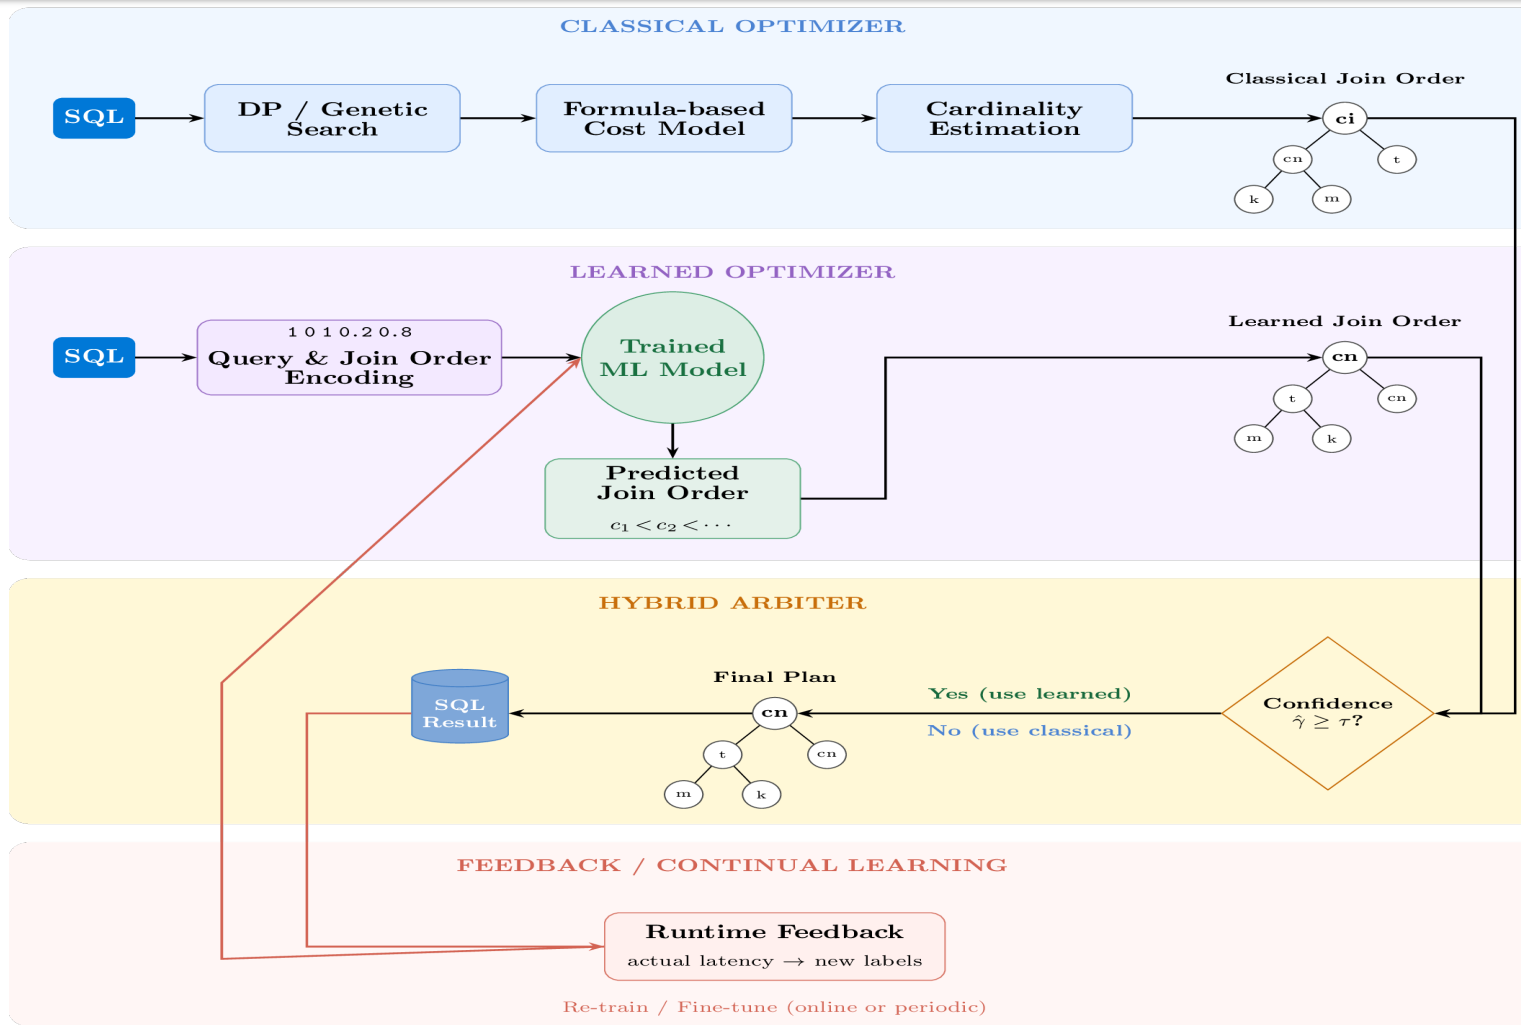 CLASSICAL OPTIMIZER
Classical Join Order
SQL
DP / Genetic
Search
Formula-based
Cost Model
Cardinality
Estimation
ci
cn
t
k
m
LEARNED OPTIMIZER
SQL
1 0 1 0.2 0.8
Query & Join Order
Encoding
Trained
ML Model
Predicted
Join Order
c₁ < c₂ < · · ·
Learned Join Order
cn
t
cn
m
k
HYBRID ARBITER
SQL
Result
Final Plan
cn
t
cn
m
k
Yes (use learned)
No (use classical)
Confidence
γ̂ ≥ τ?
FEEDBACK / CONTINUAL LEARNING
Runtime Feedback
actual latency → new labels
Re-train / Fine-tune (online or periodic)